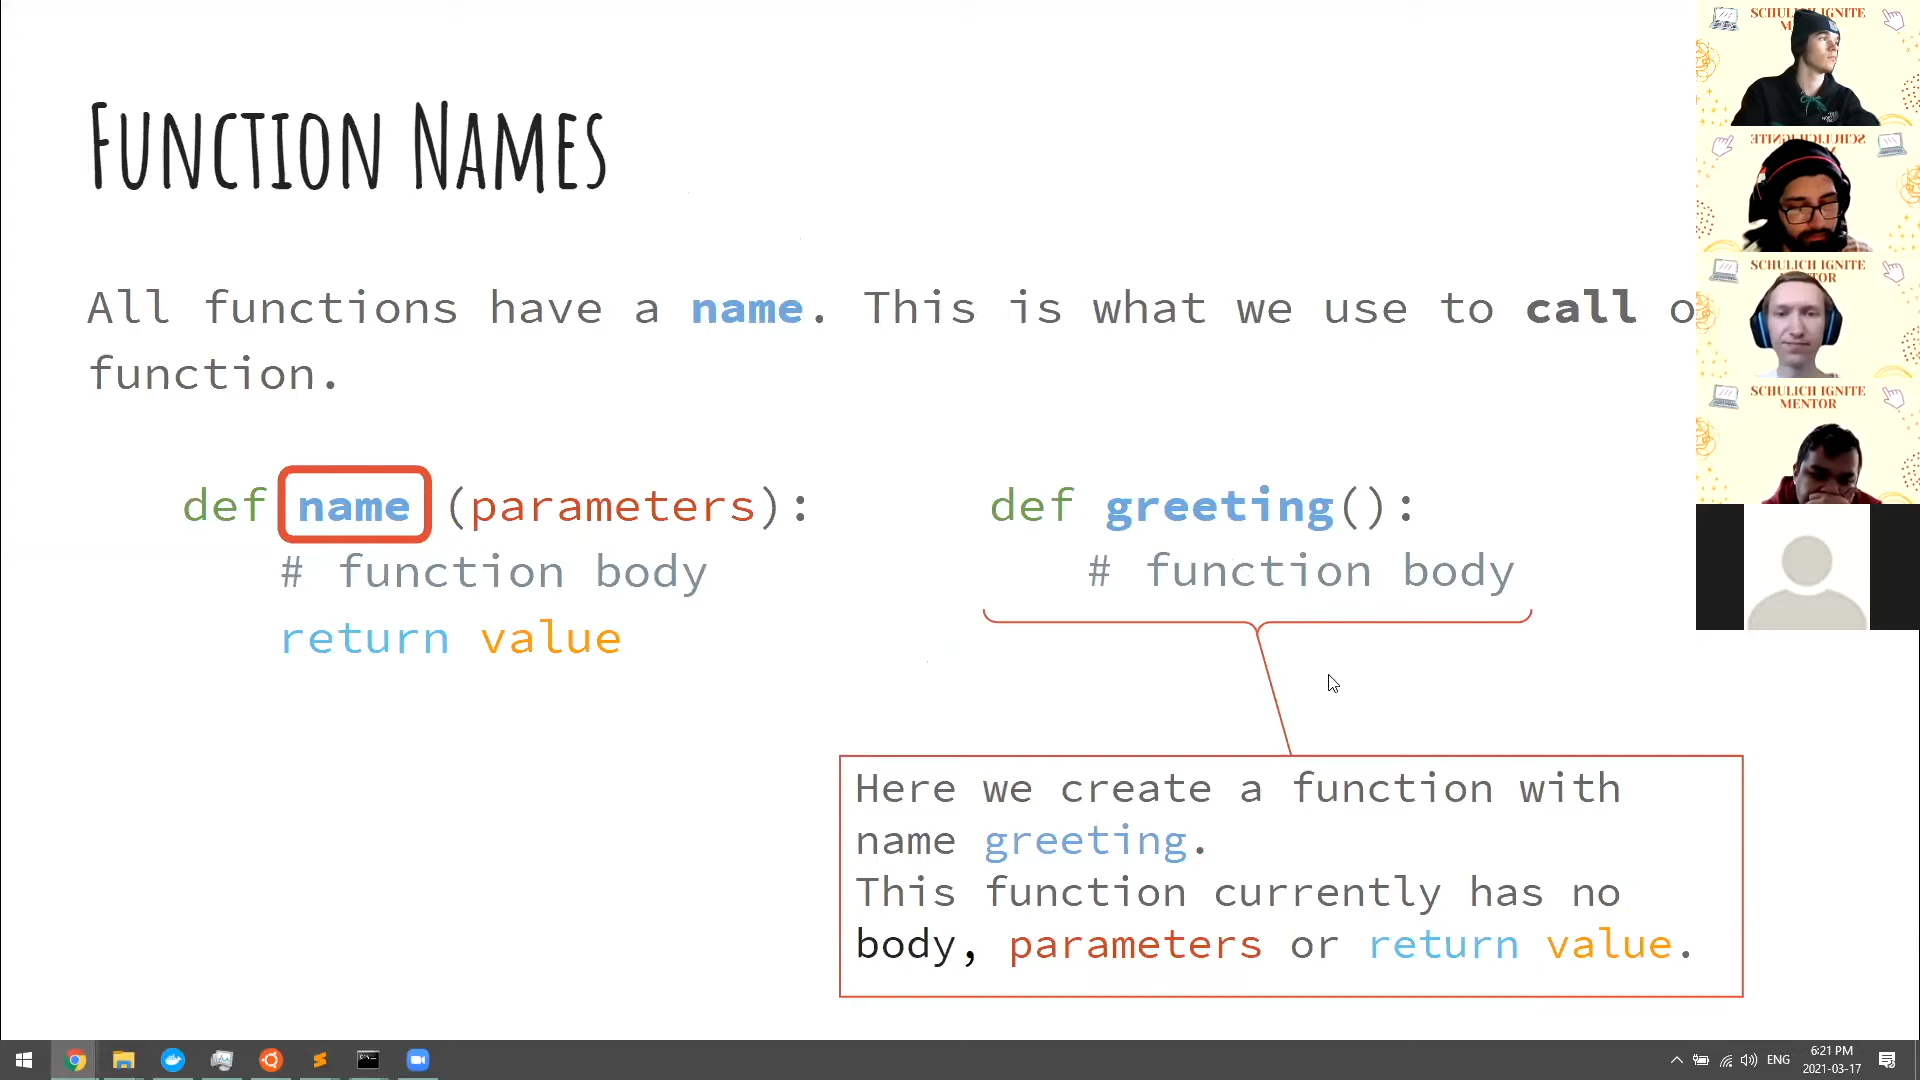 FUNCTION NAMES
All functions have a name. This is what we use to call
function.
def name (parameters):
# function body
return value
def greeting():
# function body
Here we create a function with
name greeting.
This function currently has no
body, parameters or return value.
SCHULICH IGNITE
SCHULICH IGNITE
SCHULICH IGNITE
SCHULICH IGNITE
MENTOR
ENG
6:21 PM
2021-03-17